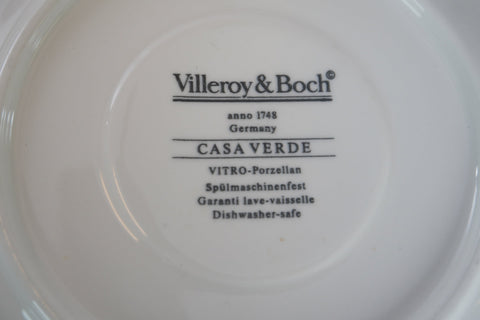 Villeroy & Boch©
anno 1748
Germany
CASA VERDE
VITRO-Porzellan
Spülmaschinenfest
Garanti lave-vaisselle
Dishwasher-safe